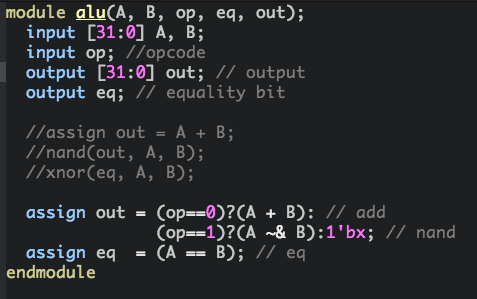 module alu(A, B, op, eq, out);
input [31:0] A, B;
input op; //opcode
output [31:0] out; // output
output eq; // equality bit
//assign out = A + B;
//nand(out, A, B);
//xnor(eq, A, B);
assign out = (op==0)?(A + B): // add
(op==1)?(A ~& B):1'bx; // nand
assign eq = (A == B); // eq
endmodule